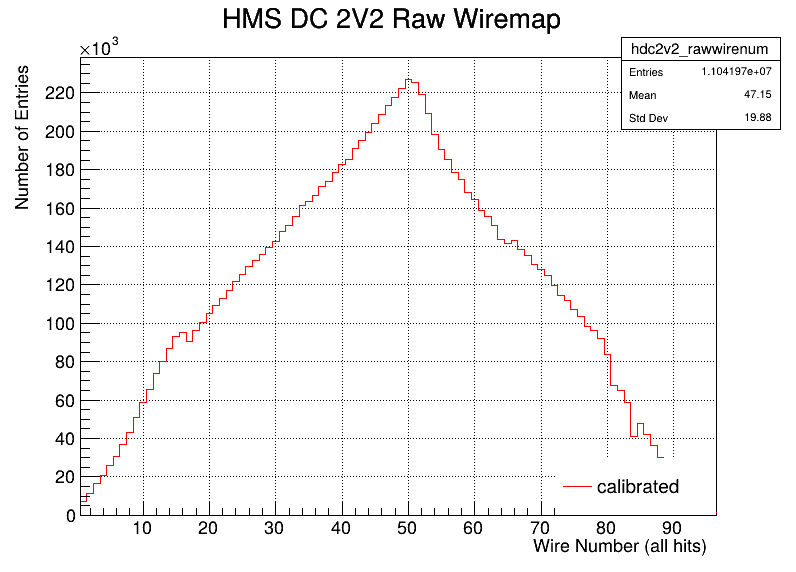 HMS DC 2V2 Raw Wiremap
×10³
hdc2v2_rawwirenum
Entries 1.104197e+07
Mean 47.15
Std Dev 19.88
Number of Entries
220
200
180
160
140
120
100
80
60
40
20
0
calibrated
10 20 30 40 50 60 70 80 90
Wire Number (all hits)